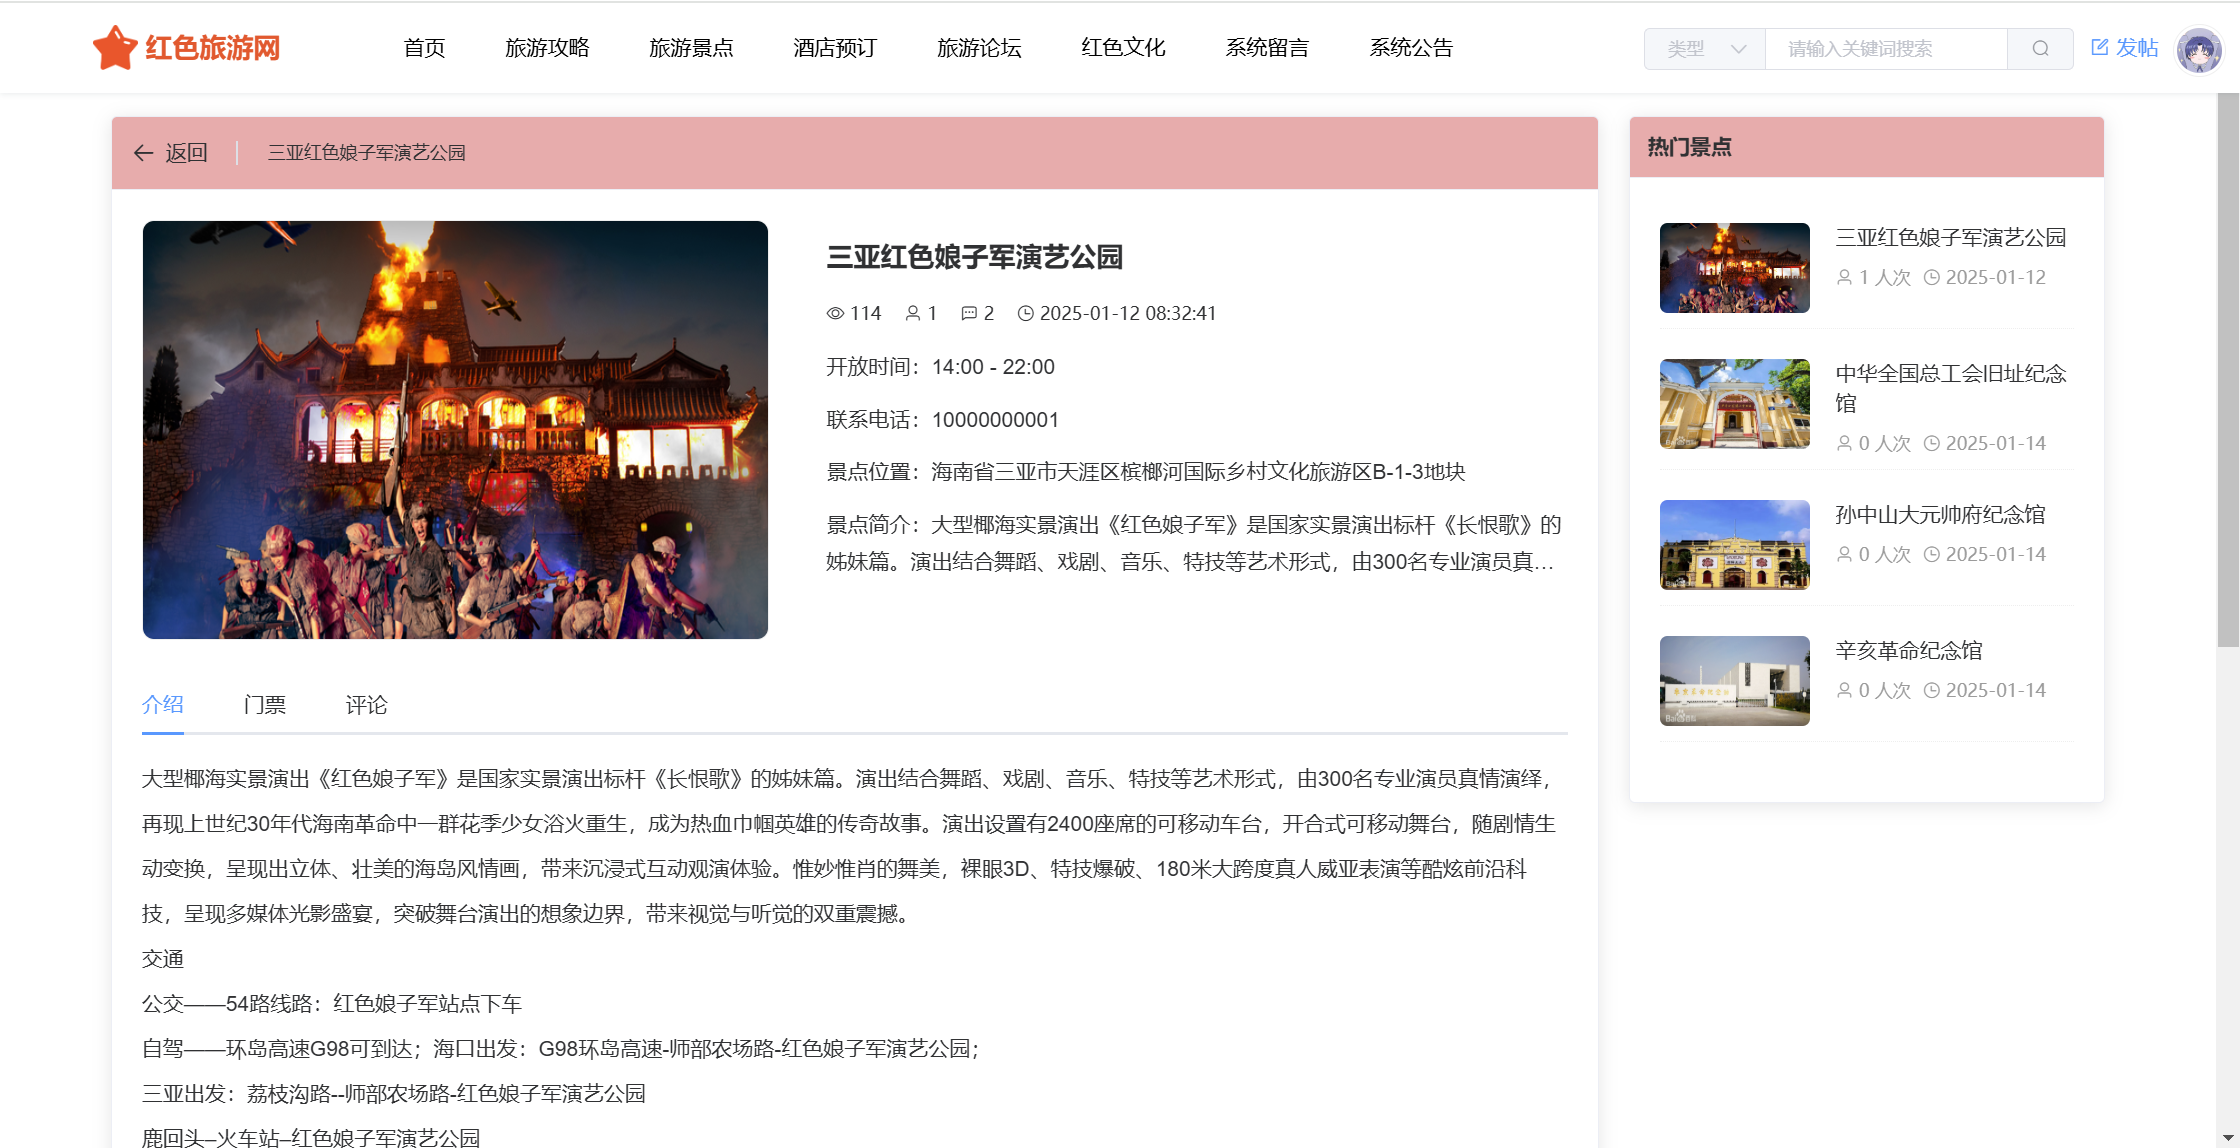 红色旅游网
首页 旅游攻略 旅游景点 酒店预订 旅游论坛 红色文化 系统留言 系统公告
类型 请输入关键词搜索 发帖
返回 三亚红色娘子军演艺公园
三亚红色娘子军演艺公园
114 1 2 2025-01-12 08:32:41
开放时间：14:00 - 22:00
联系电话：10000000001
景点位置：海南省三亚市天涯区槟榔河国际乡村文化旅游区B-1-3地块
景点简介：大型椰海实景演出《红色娘子军》是国家实景演出标杆《长恨歌》的
姊妹篇。演出结合舞蹈、戏剧、音乐、特技等艺术形式，由300名专业演员真…
介绍 门票 评论
大型椰海实景演出《红色娘子军》是国家实景演出标杆《长恨歌》的姊妹篇。演出结合舞蹈、戏剧、音乐、特技等艺术形式，由300名专业演员真情演绎，
再现上世纪30年代海南革命中一群花季少女浴火重生，成为热血巾帼英雄的传奇故事。演出设置有2400座席的可移动车台，开合式可移动舞台，随剧情生
动变换，呈现出立体、壮美的海岛风情画，带来沉浸式互动观演体验。惟妙惟肖的舞美，裸眼3D、特技爆破、180米大跨度真人威亚表演等酷炫前沿科
技，呈现多媒体光影盛宴，突破舞台演出的想象边界，带来视觉与听觉的双重震撼。
交通
公交——54路线路：红色娘子军站点下车
自驾——环岛高速G98可到达；海口出发：G98环岛高速-师部农场路-红色娘子军演艺公园；
三亚出发：荔枝沟路--师部农场路-红色娘子军演艺公园
鹿回头–火车站–红色娘子军演艺公园
热门景点
三亚红色娘子军演艺公园
1 人次 2025-01-12
中华全国总工会旧址纪念
馆
0 人次 2025-01-14
孙中山大元帅府纪念馆
0 人次 2025-01-14
辛亥革命纪念馆
0 人次 2025-01-14